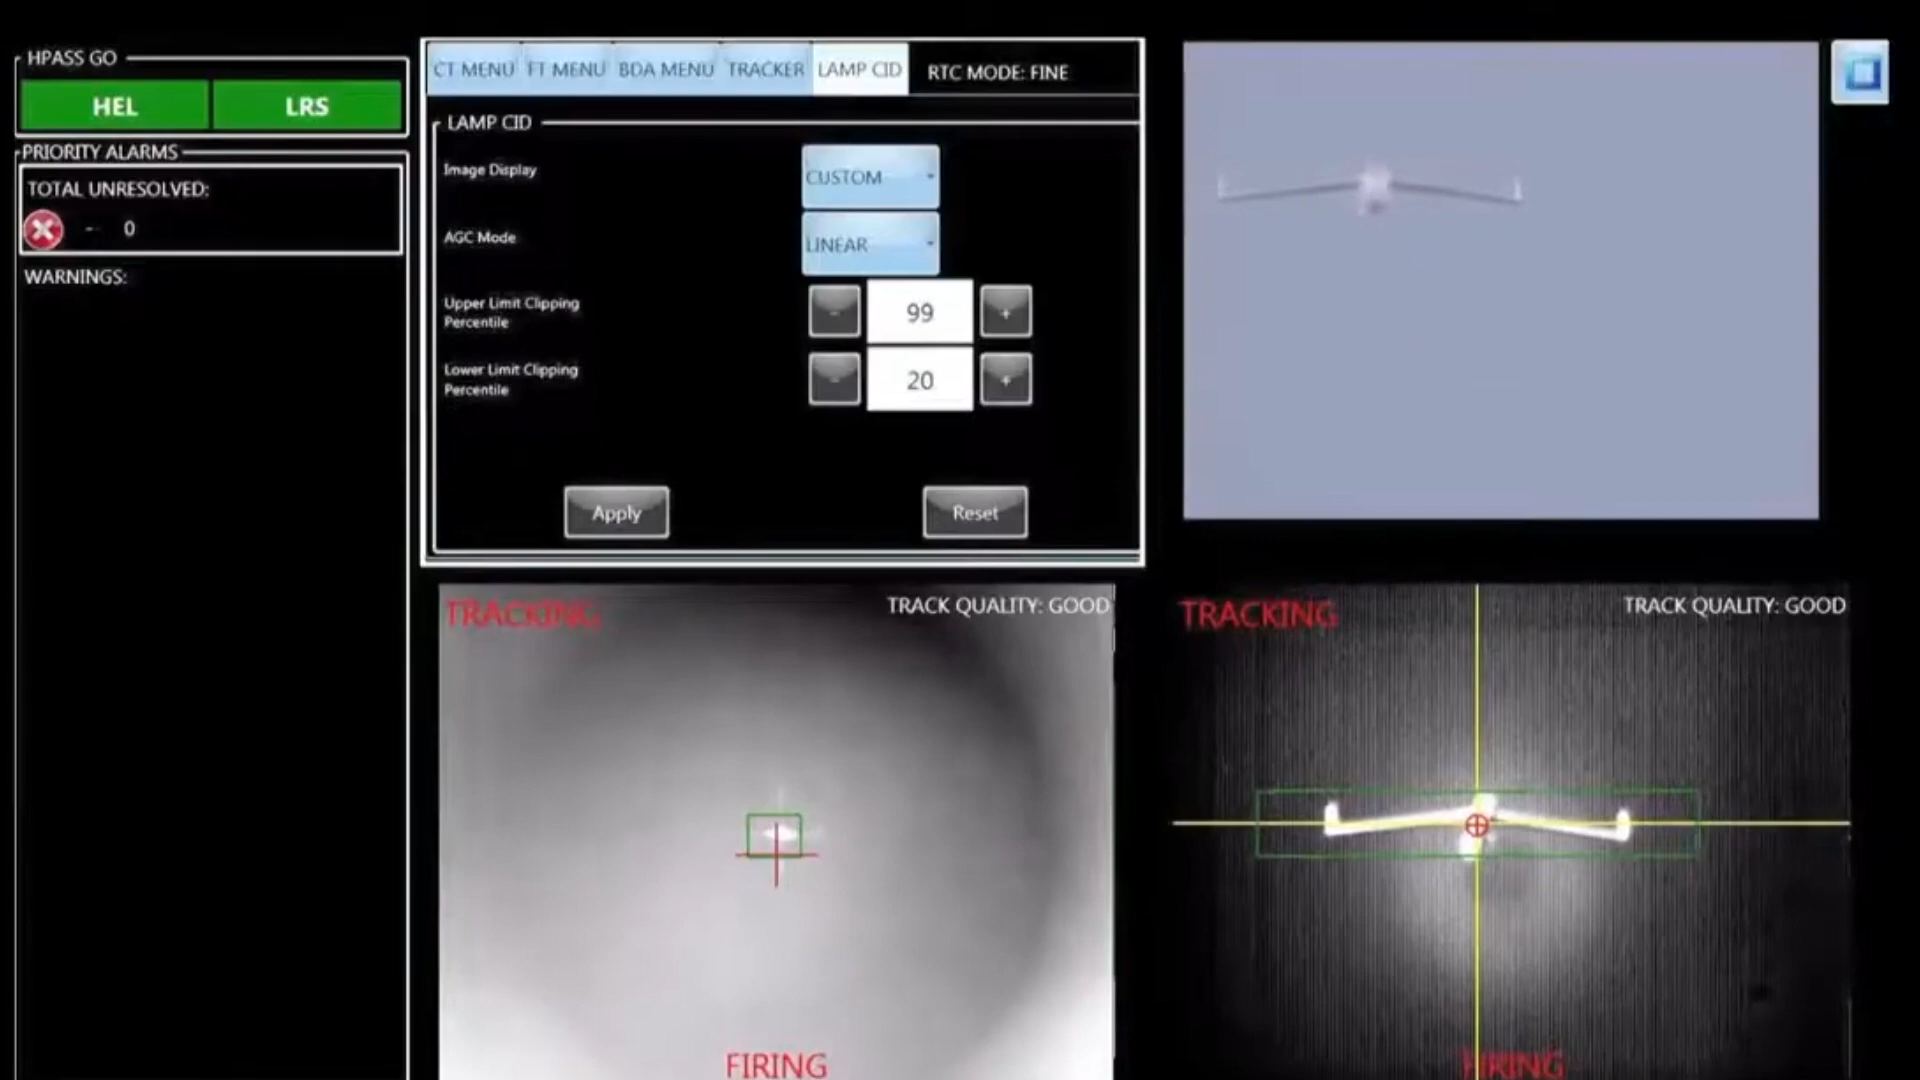 HPASS GO
HEL
LRS
PRIORITY ALARMS
TOTAL UNRESOLVED:
- 0
WARNINGS:
CT MENU
FT MENU
BDA MENU
TRACKER
LAMP CID
RTC MODE: FINE
LAMP CID
Image Display
CUSTOM
AGC Mode
LINEAR
Upper Limit Clipping
Percentile
-
99
+
Lower Limit Clipping
Percentile
-
20
+
Apply
Reset
TRACKING
TRACK QUALITY: GOOD
FIRING
TRACKING
TRACK QUALITY: GOOD
FIRING